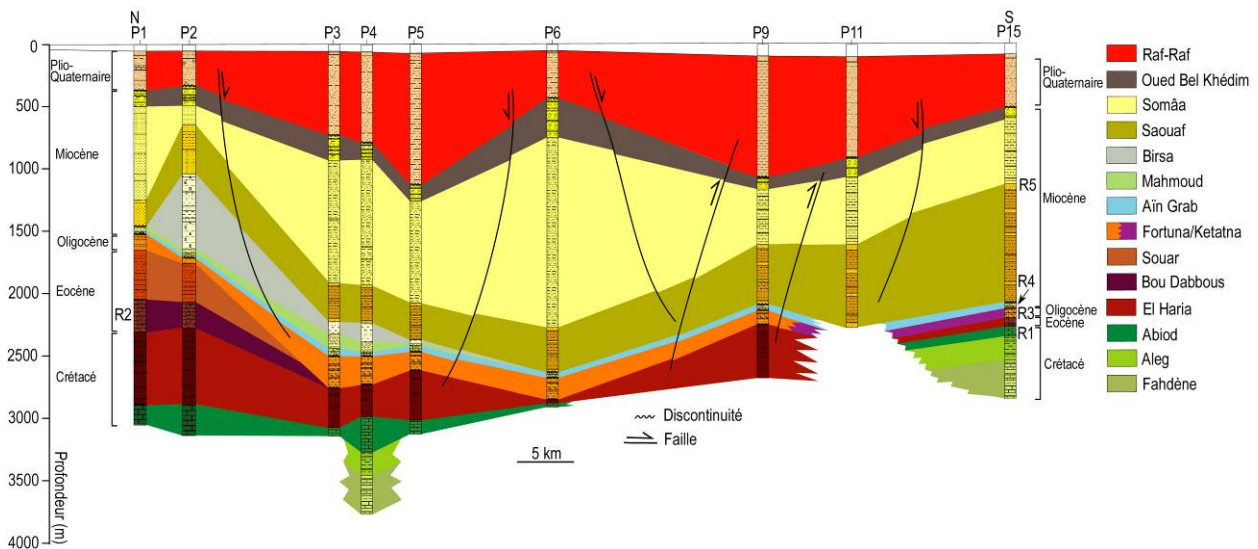 N
S
P1
P2
P3
P4
P5
P6
P9
P11
P15
0
500
1000
1500
2000
2500
3000
3500
4000
Profondeur (m)
Plio-
Quaternaire
Miocène
Oligocène
Eocène
R2
Crétacé
Plio-
Quaternaire
R5
Miocène
R4
R3
Oligocène
Eocène
R1
Crétacé
Discontinuité
Faille
5 km
Raf-Raf
Oued Bel Khédim
Somâa
Saouaf
Birsa
Mahmoud
Aïn Grab
Fortuna/Ketatna
Souar
Bou Dabbous
El Haria
Abiod
Aleg
Fahdène